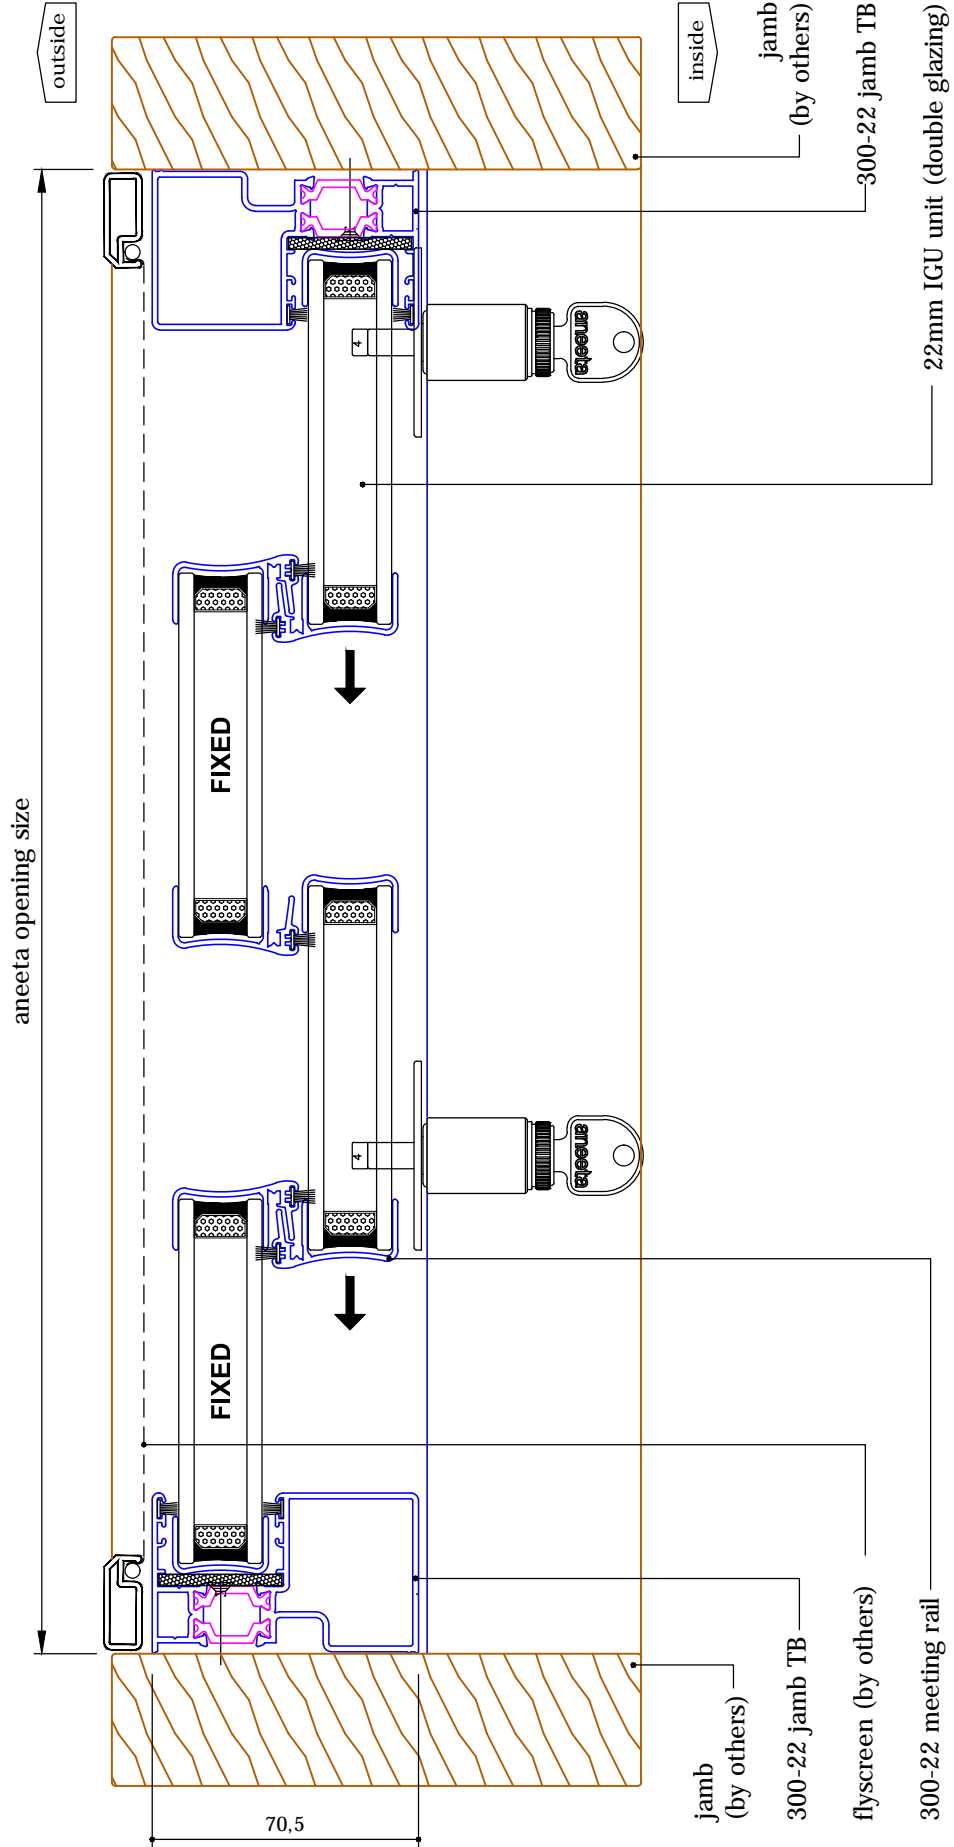 outside
inside
jamb
(by others)
300-22 jamb TB
22mm IGU unit (double glazing)
aneeta
4
FIXED
aneeta opening size
aneeta
4
FIXED
jamb
(by others)
300-22 jamb TB
flyscreen (by others)
300-22 meeting rail
70,5